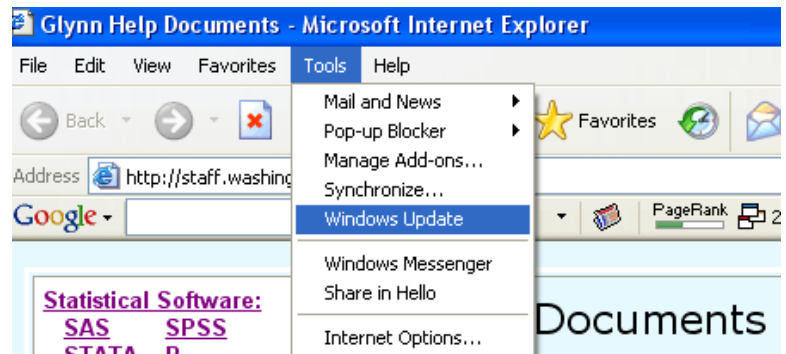 Glynn Help Documents - Microsoft Internet Explorer
File Edit View Favorites Tools Help
Back Favorites
Mail and News
Pop-up Blocker
Manage Add-ons...
Synchronize...
Windows Update
Windows Messenger
Share in Hello
Internet Options...
Address http://staff.washing
Google PageRank 2
Statistical Software:
SAS SPSS
STATA R
Documents